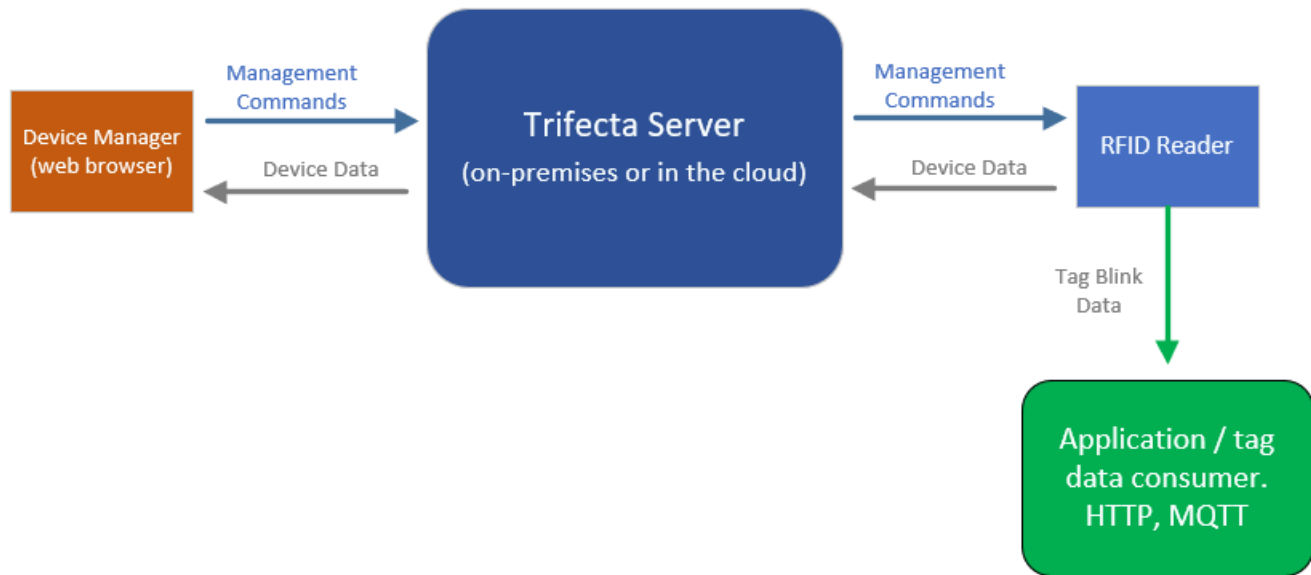 Management
Commands
Device Manager
(web browser)
Device Data
Trifecta Server
(on-premises or in the cloud)
Management
Commands
Device Data
RFID Reader
Tag Blink
Data
Application / tag
data consumer.
HTTP, MQTT